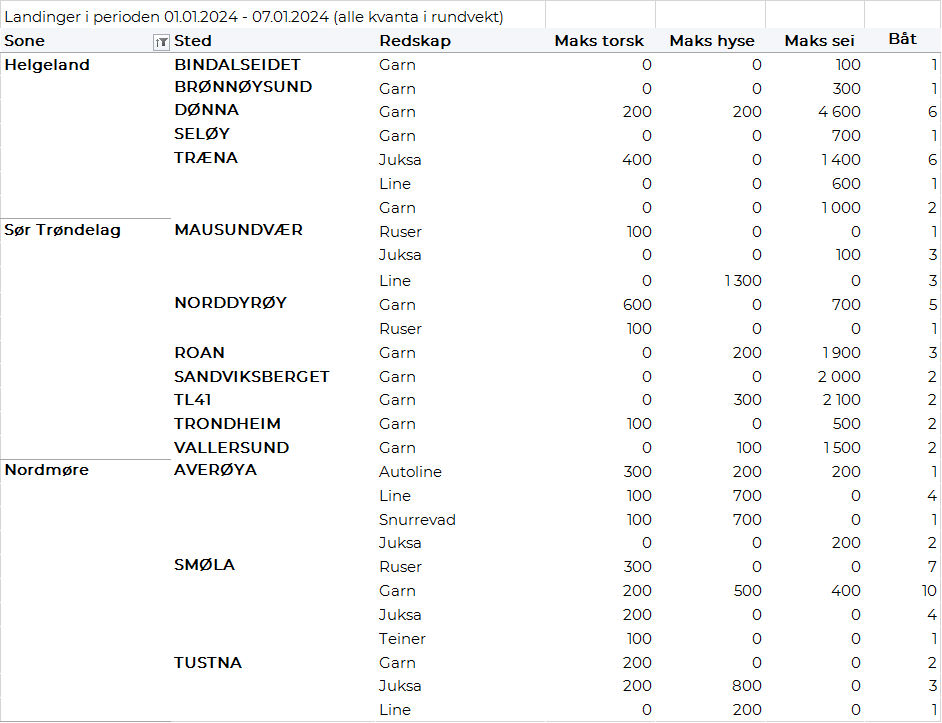 Landinger i perioden 01.01.2024 - 07.01.2024 (alle kvanta i rundvekt)
Sone Sted Redskap Maks torsk Maks hyse Maks sei Båt
Helgeland BINDALSEIDET Garn 0 0 100 1
BRØNNØYSUND Garn 0 0 300 1
DØNNA Garn 200 200 4 600 6
SELØY Garn 0 0 700 1
TRÆNA Juksa 400 0 1 400 6
Line 0 0 600 1
Garn 0 0 1 000 2
Sør Trøndelag MAUSUNDVÆR Ruser 100 0 0 1
Juksa 0 0 100 3
Line 0 1 300 0 3
NORDDYRØY Garn 600 0 700 5
Ruser 100 0 0 1
ROAN Garn 0 200 1 900 3
SANDVIKSBERGET Garn 0 0 2 000 2
TL41 Garn 0 300 2 100 2
TRONDHEIM Garn 100 0 500 2
VALLERSUND Garn 0 100 1 500 2
Nordmøre AVERØYA Autoline 300 200 200 1
Line 100 700 0 4
Snurrevad 100 700 0 1
Juksa 0 0 200 2
SMØLA Ruser 300 0 0 7
Garn 200 500 400 10
Juksa 200 0 0 4
Teiner 100 0 0 1
TUSTNA Garn 200 0 0 2
Juksa 200 800 0 3
Line 0 200 0 1